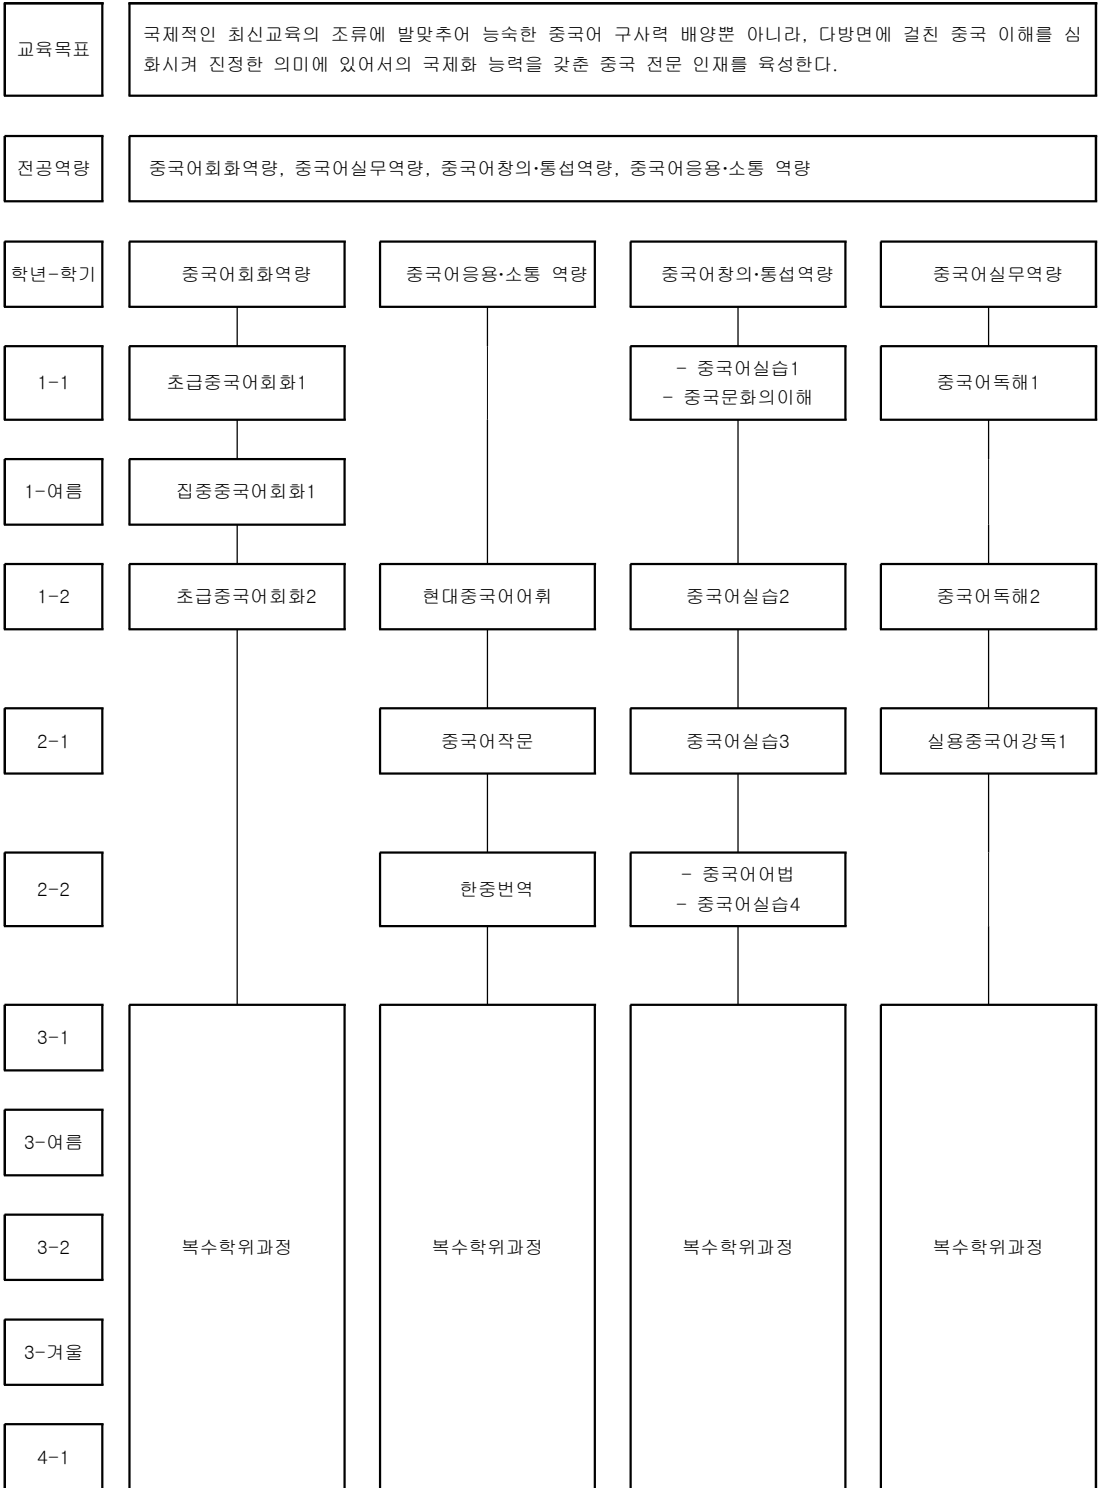 교육목표
국제적인 최신교육의 조류에 발맞추어 능숙한 중국어 구사력 배양뿐 아니라, 다방면에 걸친 중국 이해를 심
화시켜 진정한 의미에 있어서의 국제화 능력을 갖춘 중국 전문 인재를 육성한다.
전공역량
중국어회화역량, 중국어실무역량, 중국어창의·통섭역량, 중국어응용·소통 역량
학년-학기
중국어회화역량
중국어응용·소통 역량
중국어창의·통섭역량
중국어실무역량
1-1
초급중국어회화1
- 중국어실습1
- 중국문화의이해
중국어독해1
1-여름
집중중국어회화1
1-2
초급중국어회화2
현대중국어어휘
중국어실습2
중국어독해2
2-1
중국어작문
중국어실습3
실용중국어강독1
2-2
한중번역
- 중국어어법
- 중국어실습4
3-1
3-여름
3-2
복수학위과정
복수학위과정
복수학위과정
복수학위과정
3-겨울
4-1